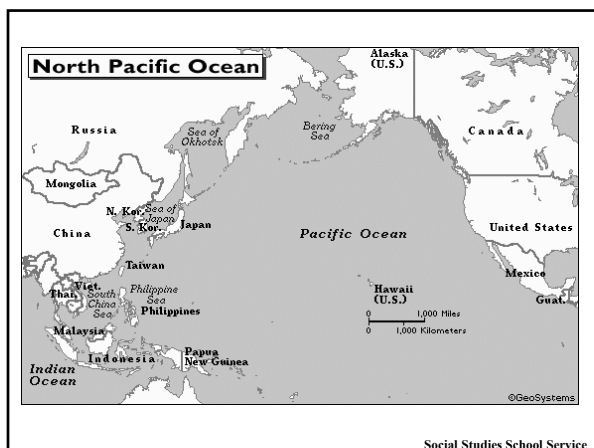 North Pacific Ocean
Alaska
(U.S.)
Russia
Sea of
Okhotsk
Bering
Sea
Canada
Mongolia
N. Kor.
Sea of
Japan
S. Kor.
Japan
China
Pacific Ocean
United States
Taiwan
Mexico
Viet.
Thai.
South
China
Sea
Philippine
Sea
Philippines
Hawaii
(U.S.)
Guat.
0 1,000 Miles
0 1,000 Kilometers
Malaysia
Indonesia
Papua
New Guinea
Indian
Ocean
©GeoSystems
Social Studies School Service